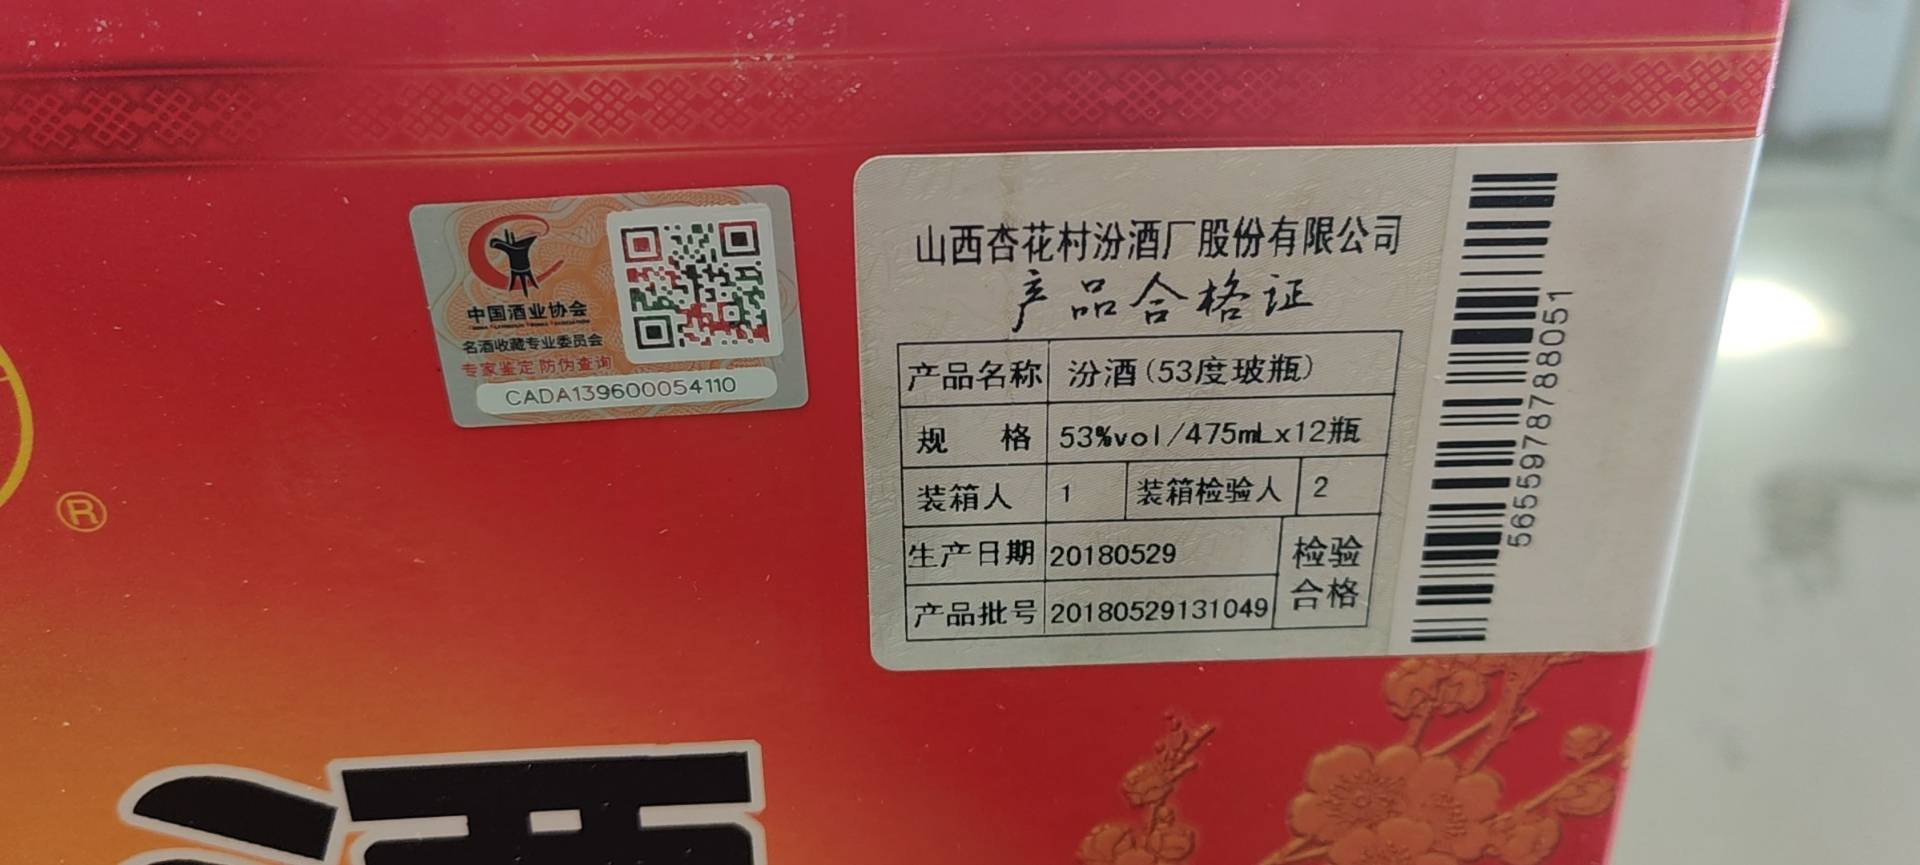 中国酒业协会
名酒收藏专业委员会
专家鉴定 防伪查询
CADA139600054110
山西杏花村汾酒厂股份有限公司
产品合格证
产品名称 汾酒(53度玻瓶)
规 格 53%vol/475mLx12瓶
装箱人 1 装箱检验人 2
生产日期 20180529
产品批号 20180529131049
检验
合格
5655978788051
®
酒